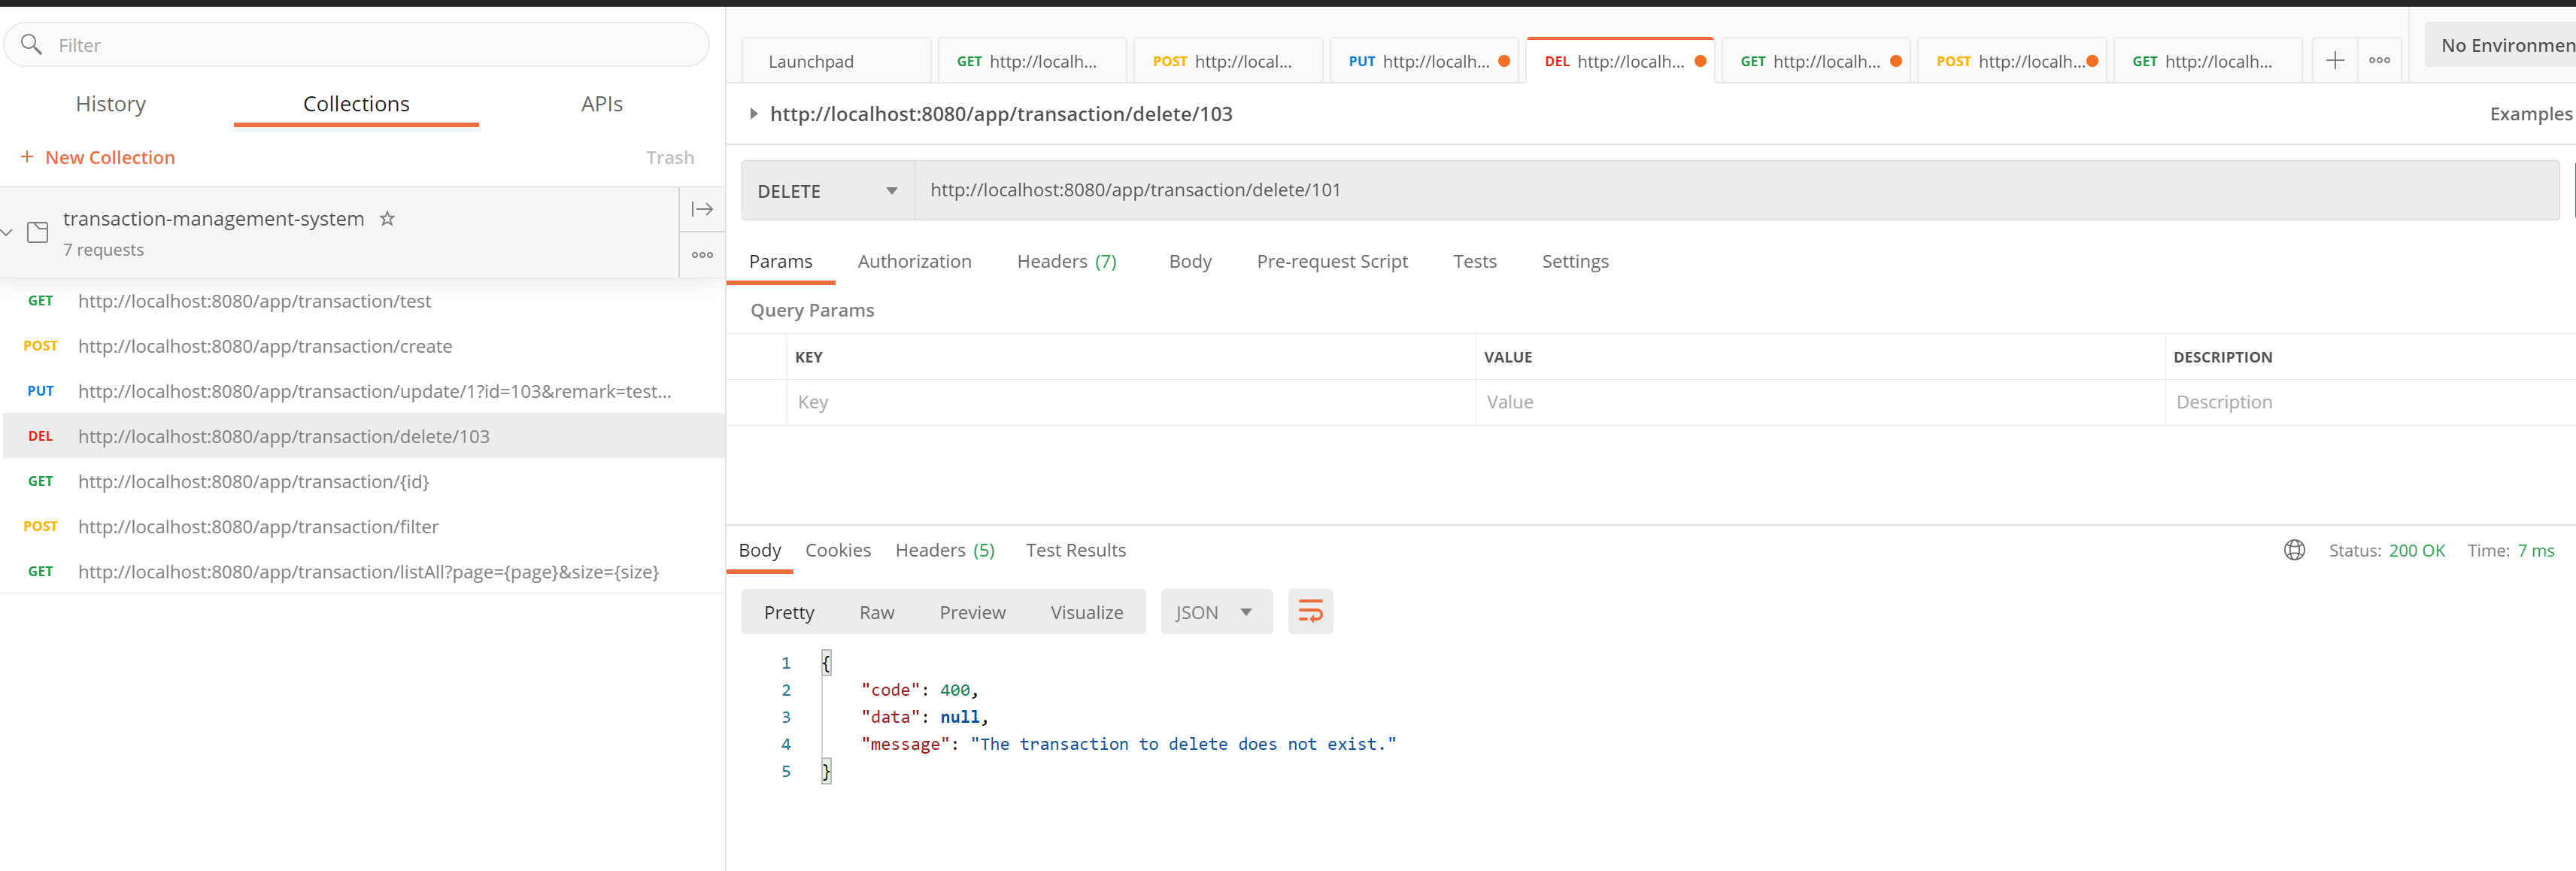 Filter
History Collections APIs
+ New Collection Trash
transaction-management-system
7 requests
GET http://localhost:8080/app/transaction/test
POST http://localhost:8080/app/transaction/create
PUT http://localhost:8080/app/transaction/update/1?id=103&remark=test...
DEL http://localhost:8080/app/transaction/delete/103
GET http://localhost:8080/app/transaction/{id}
POST http://localhost:8080/app/transaction/filter
GET http://localhost:8080/app/transaction/listAll?page={page}&size={size}
Launchpad GET http://localh... POST http://local... PUT http://localh... DEL http://localh... GET http://localh... POST http://localh... GET http://localh... No Environmen
http://localhost:8080/app/transaction/delete/103 Examples
DELETE http://localhost:8080/app/transaction/delete/101
Params Authorization Headers (7) Body Pre-request Script Tests Settings
Query Params
KEY VALUE DESCRIPTION
Key Value Description
Body Cookies Headers (5) Test Results Status: 200 OK Time: 7 ms
Pretty Raw Preview Visualize JSON
1 {
2 "code": 400,
3 "data": null,
4 "message": "The transaction to delete does not exist."
5 }